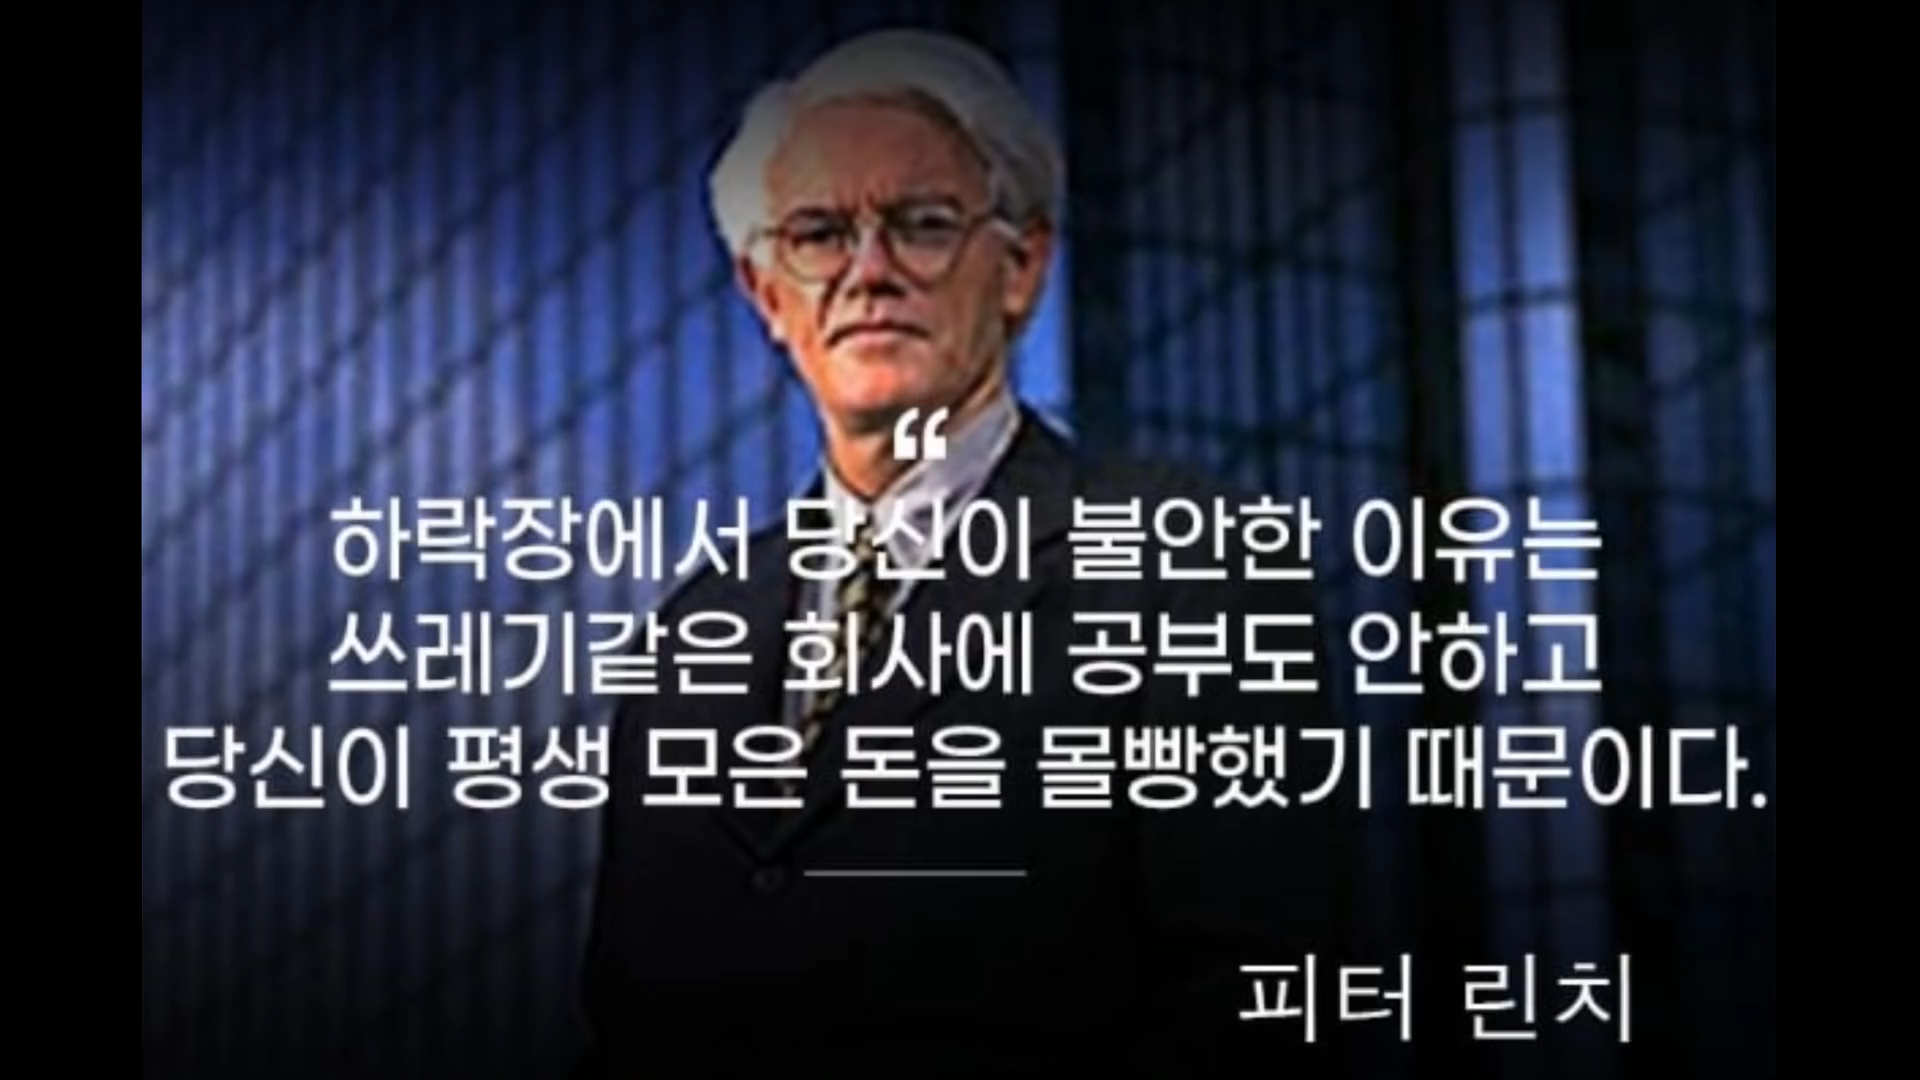 “
하락장에서 당신이 불안한 이유는
쓰레기같은 회사에 공부도 안하고
당신이 평생 모은 돈을 몰빵했기 때문이다.
피터 린치